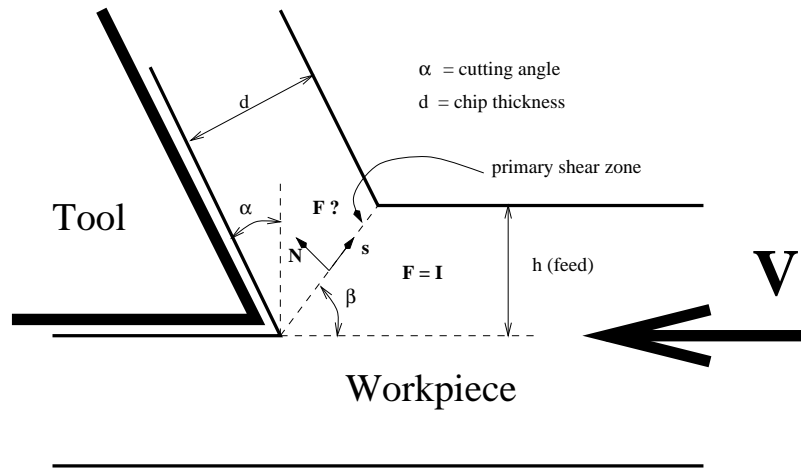 α = cutting angle
d = chip thickness
d
primary shear zone
α
F ?
Tool
N
s
F = I
h (feed)
V
β
Workpiece